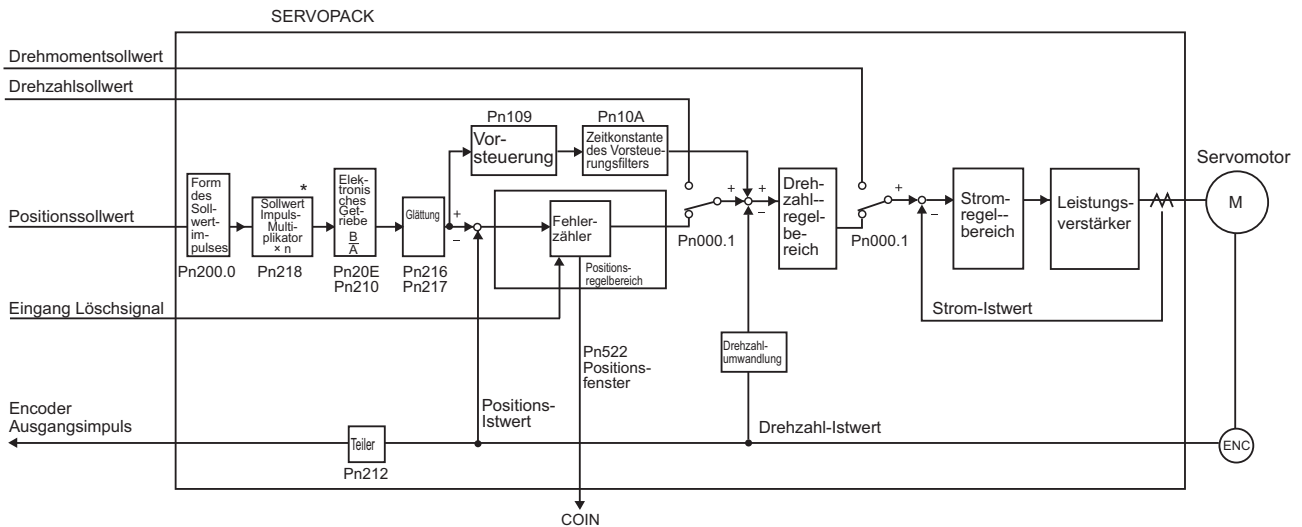 SERVOPACK
Drehmomentsollwert
Drehzahlsollwert
Pn109
Vor-
steuerung
Pn10A
Zeitkonstante
des Vorsteue-
rungsfilters
Servomotor
M
Positionssollwert
Form
des
Soll-
wert-
im-
pulses
Pn200.0
*
Sollwert
Impuls-
Multi-
plikator
× n
Pn218
Elek-
troni-
sches
Ge-
triebe
B
A
Pn20E
Pn210
Glättung
Pn216
Pn217
+
−
Fehler-
zähler
Positions-
regelbereich
Pn000.1
+
+
−
Dreh-
zahl--
regel-
be-
reich
Pn000.1
+
−
Strom-
regel--
bereich
Leistungs-
verstärker
Eingang Löschsignal
Strom-Istwert
Pn522
Positions-
fenster
Drehzahl-
umwandlung
Encoder
Ausgangsimpuls
Teiler
Pn212
Positions-
Istwert
Drehzahl-Istwert
ENC
COIN